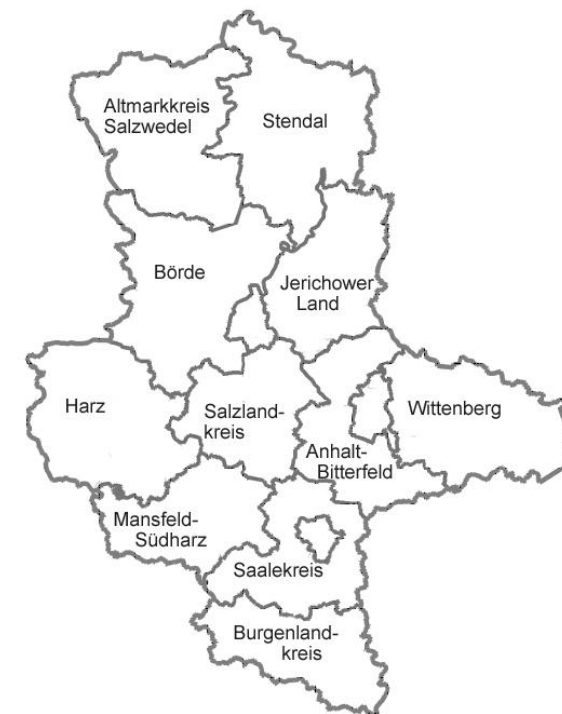 Altmarkkreis
Salzwedel
Stendal
Börde
Jerichower
Land
Harz
Salzland-
kreis
Wittenberg
Anhalt-
Bitterfeld
Mansfeld-
Südharz
Saalekreis
Burgenland-
kreis